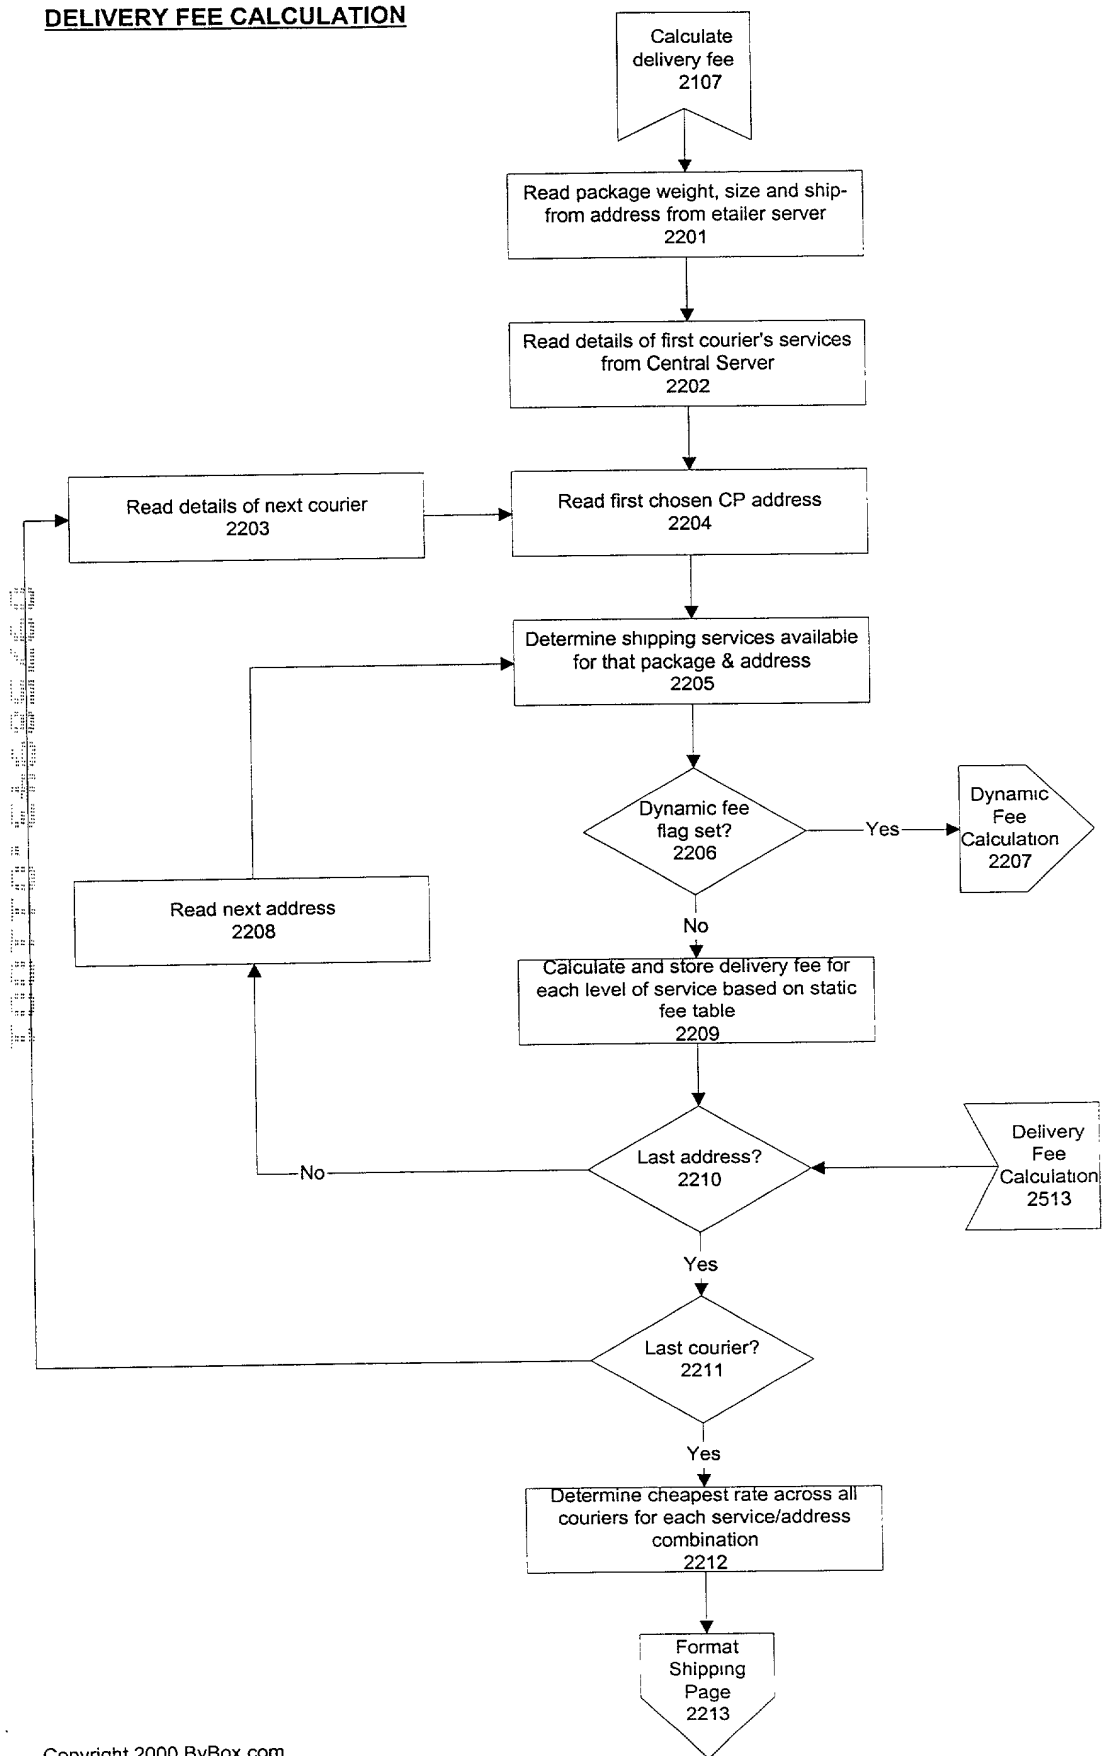 DELIVERY FEE CALCULATION
Calculate
delivery fee
2107
Read package weight, size and ship-
from address from etailer server
2201
Read details of first courier's services
from Central Server
2202
Read details of next courier
2203
Read first chosen CP address
2204
Determine shipping services available
for that package & address
2205
Dynamic fee
flag set?
2206
Yes
Dynamic
Fee
Calculation
2207
No
Read next address
2208
Calculate and store delivery fee for
each level of service based on static
fee table
2209
Last address?
2210
No
Delivery
Fee
Calculation
2513
Yes
Last courier?
2211
Yes
Determine cheapest rate across all
couriers for each service/address
combination
2212
Format
Shipping
Page
2213
Copyright 2000 ByBox.com